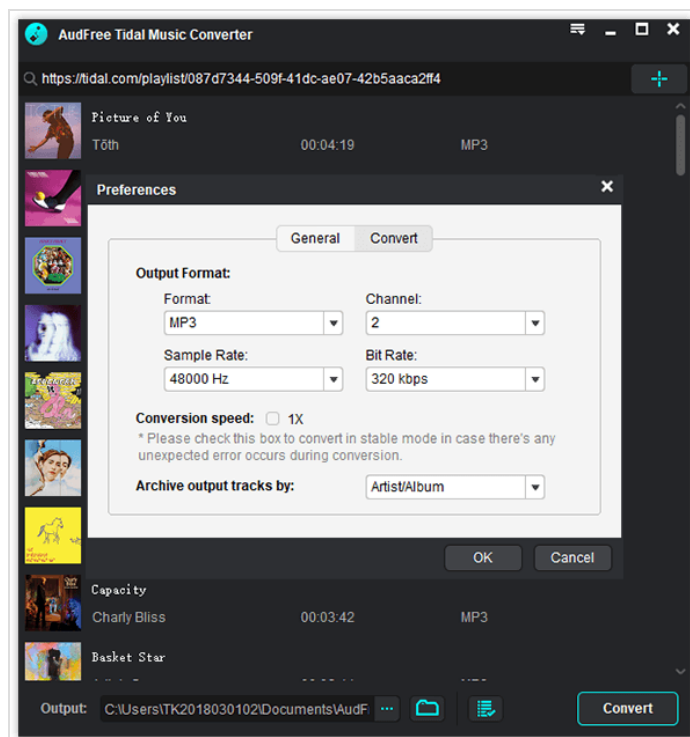 AudFree Tidal Music Converter
https://tidal.com/playlist/087d7344-509f-41dc-ae07-42b5aaca2ff4
Picture of You
Tōth 00:04:19 MP3
Preferences
General Convert
Output Format:
Format: Channel:
MP3 2
Sample Rate: Bit Rate:
48000 Hz 320 kbps
Conversion speed: 1X
* Please check this box to convert in stable mode in case there's any
unexpected error occurs during conversion.
Archive output tracks by: Artist/Album
OK Cancel
Capacity
Charly Bliss 00:03:42 MP3
Basket Star
Output: C:\Users\TK2018030102\Documents\AudF ... Convert